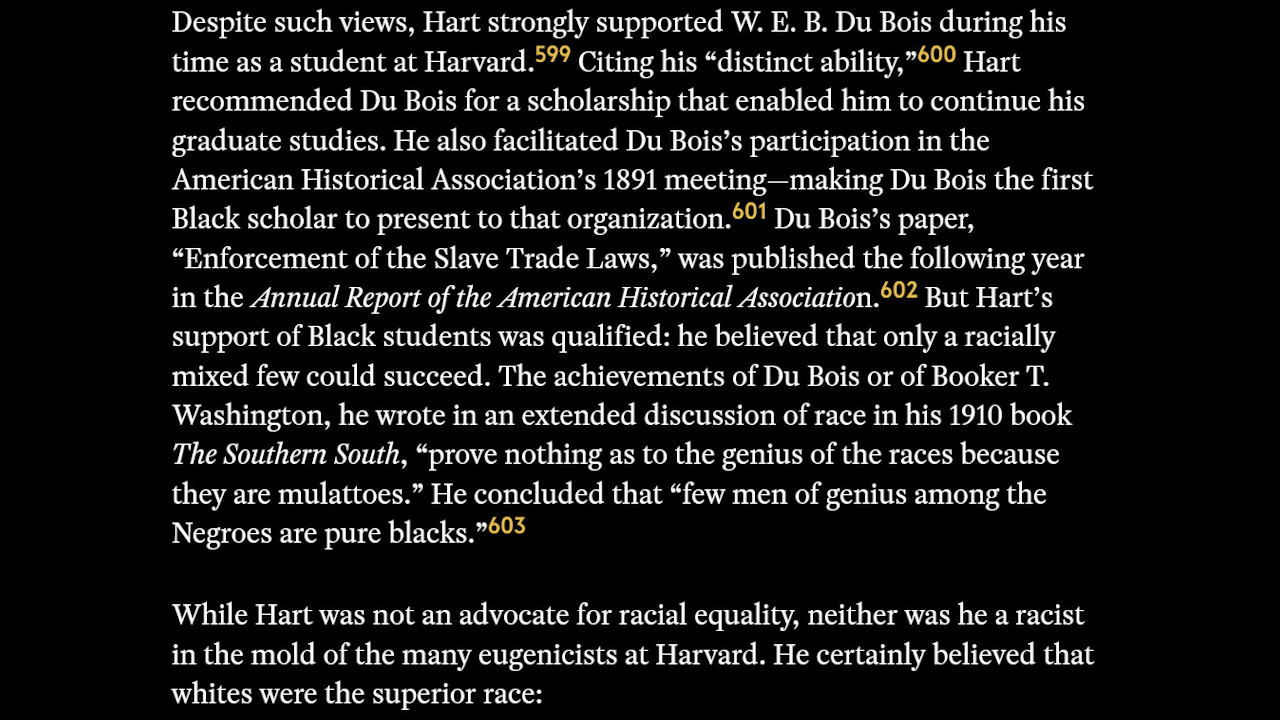 Despite such views, Hart strongly supported W. E. B. Du Bois during his
time as a student at Harvard.599 Citing his “distinct ability,”600 Hart
recommended Du Bois for a scholarship that enabled him to continue his
graduate studies. He also facilitated Du Bois’s participation in the
American Historical Association’s 1891 meeting—making Du Bois the first
Black scholar to present to that organization.601 Du Bois’s paper,
“Enforcement of the Slave Trade Laws,” was published the following year
in the Annual Report of the American Historical Association.602 But Hart’s
support of Black students was qualified: he believed that only a racially
mixed few could succeed. The achievements of Du Bois or of Booker T.
Washington, he wrote in an extended discussion of race in his 1910 book
The Southern South, “prove nothing as to the genius of the races because
they are mulattoes.” He concluded that “few men of genius among the
Negroes are pure blacks.”603
While Hart was not an advocate for racial equality, neither was he a racist
in the mold of the many eugenicists at Harvard. He certainly believed that
whites were the superior race: